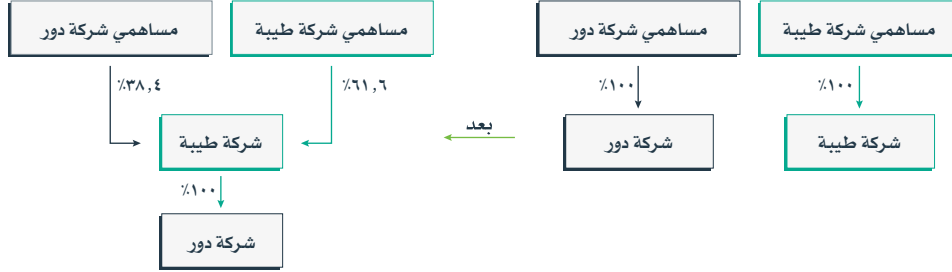 مساهمي شركة طيبة
مساهمي شركة دور
٪١٠٠
٪١٠٠
شركة طيبة
شركة دور
بعد
مساهمي شركة طيبة
مساهمي شركة دور
٪٦١,٦
٪٣٨,٤
شركة طيبة
٪١٠٠
شركة دور